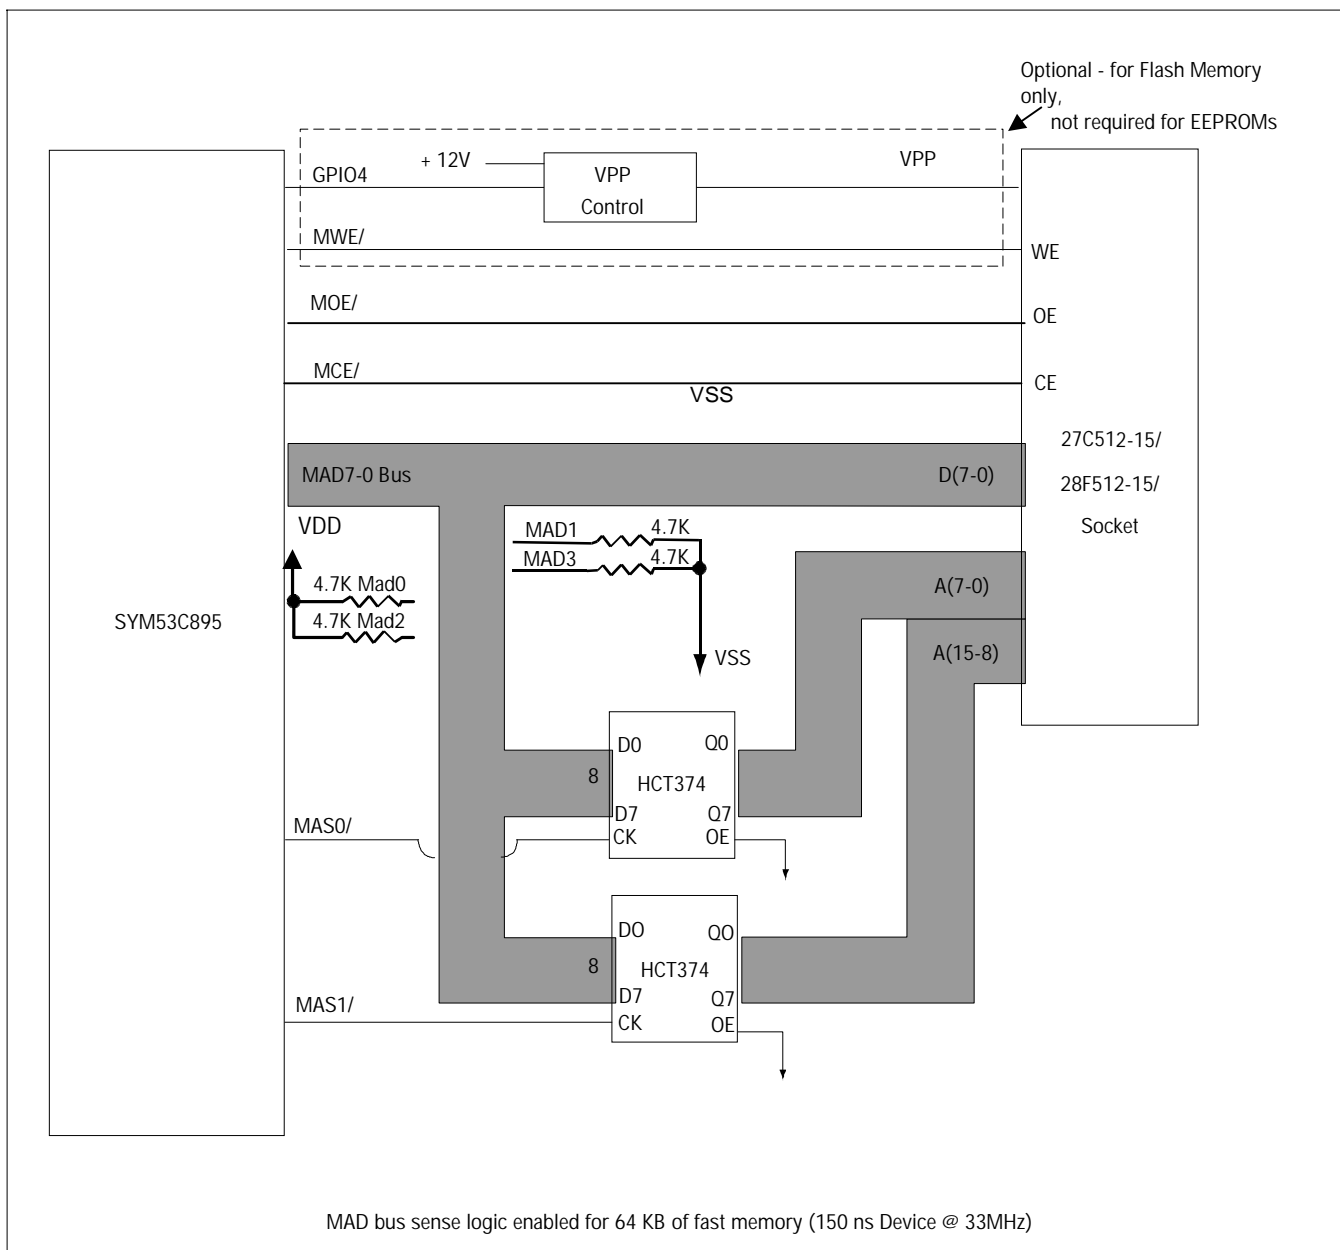 Optional - for Flash Memory
only,
not required for EEPROMs
+ 12V
VPP
GPIO4
VPP
Control
MWE/
WE
MOE/
OE
MCE/
CE
VSS
27C512-15/
MAD7-0 Bus
D(7-0)
28F512-15/
Socket
VDD
MAD1
4.7K
MAD3
4.7K
4.7K Mad0
A(7-0)
SYM53C895
4.7K Mad2
A(15-8)
VSS
D0
Q0
8
HCT374
D7
Q7
MAS0/
CK
OE
DO
QO
8
HCT374
D7
Q7
MAS1/
CK
OE
MAD bus sense logic enabled for 64 KB of fast memory (150 ns Device @ 33MHz)